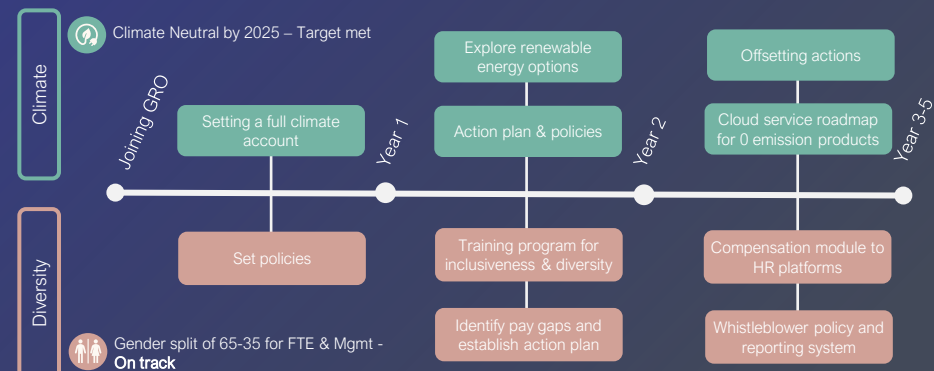 Climate
Climate Neutral by 2025 – Target met
Joining GRO
Setting a full climate
account
Year 1
Explore renewable
energy options
Action plan & policies
Year 2
Offsetting actions
Cloud service roadmap
for 0 emission products
Year 3-5
Diversity
Set policies
Training program for
inclusiveness & diversity
Identify pay gaps and
establish action plan
Compensation module to
HR platforms
Whistleblower policy and
reporting system
Gender split of 65-35 for FTE & Mgmt -
On track